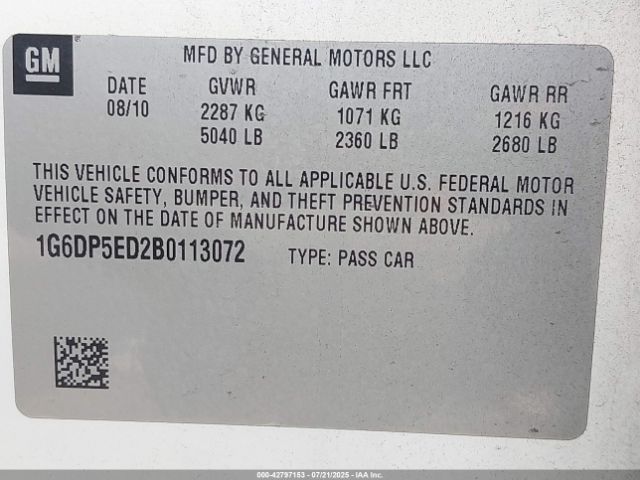 GM
MFD BY GENERAL MOTORS LLC
DATE GVWR GAWR FRT GAWR RR
08/10 2287 KG 1071 KG 1216 KG
5040 LB 2360 LB 2680 LB
THIS VEHICLE CONFORMS TO ALL APPLICABLE U.S. FEDERAL MOTOR
VEHICLE SAFETY, BUMPER, AND THEFT PREVENTION STANDARDS IN
EFFECT ON THE DATE OF MANUFACTURE SHOWN ABOVE.
1G6DP5ED2B0113072 TYPE: PASS CAR
000-42797153 - 07/21/2025 - IAAI.com